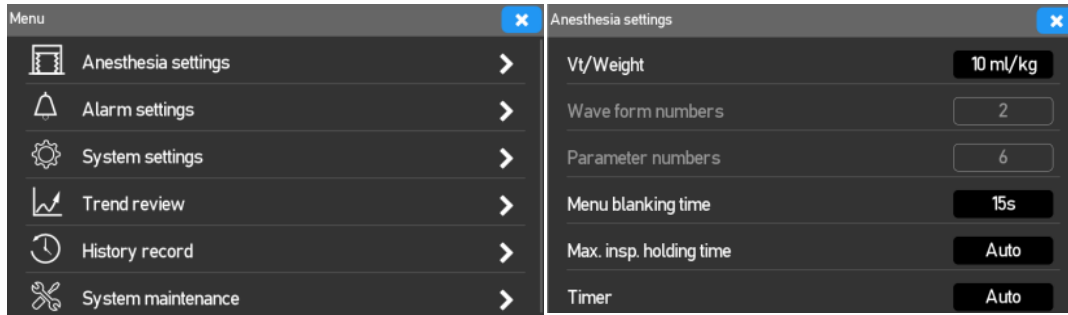 Menu
Anesthesia settings
Alarm settings
System settings
Trend review
History record
System maintenance
Anesthesia settings
Vt/Weight 10 ml/kg
Wave form numbers 2
Parameter numbers 6
Menu blanking time 15s
Max. insp. holding time Auto
Timer Auto